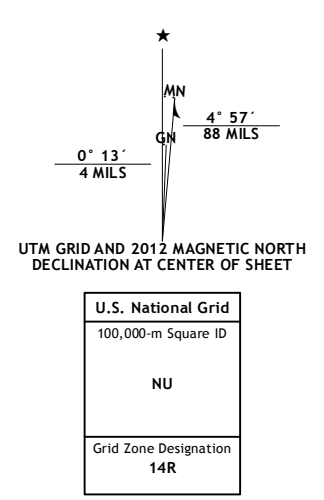 ★
MN
GN
4° 57´
88 MILS
0° 13´
4 MILS
UTM GRID AND 2012 MAGNETIC NORTH
DECLINATION AT CENTER OF SHEET
U.S. National Grid
100,000-m Square ID
NU
Grid Zone Designation
14R